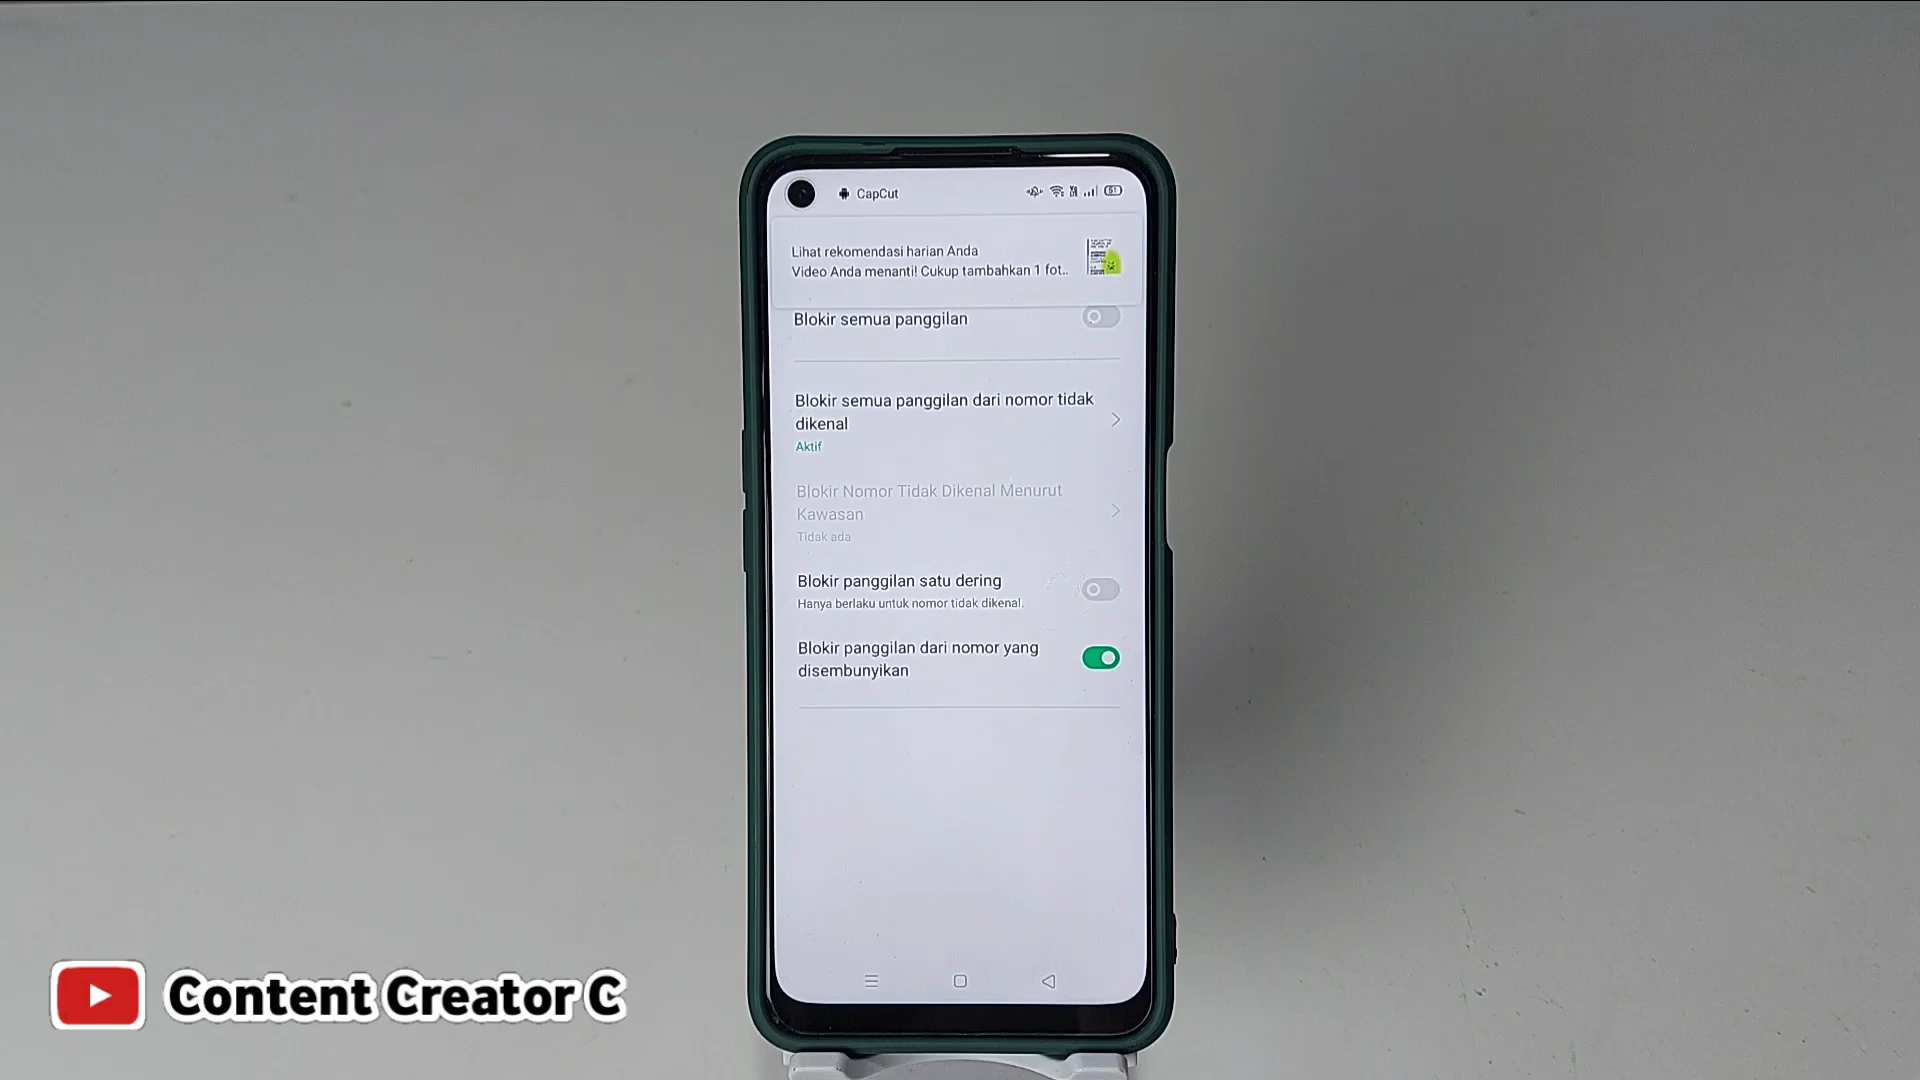 CapCut
51
Lihat rekomendasi harian Anda
Video Anda menanti! Cukup tambahkan 1 fot..
Blokir semua panggilan
Blokir semua panggilan dari nomor tidak
dikenal
Aktif
Blokir Nomor Tidak Dikenal Menurut
Kawasan
Tidak ada
Blokir panggilan satu dering
Hanya berlaku untuk nomor tidak dikenal.
Blokir panggilan dari nomor yang
disembunyikan
Content Creator C